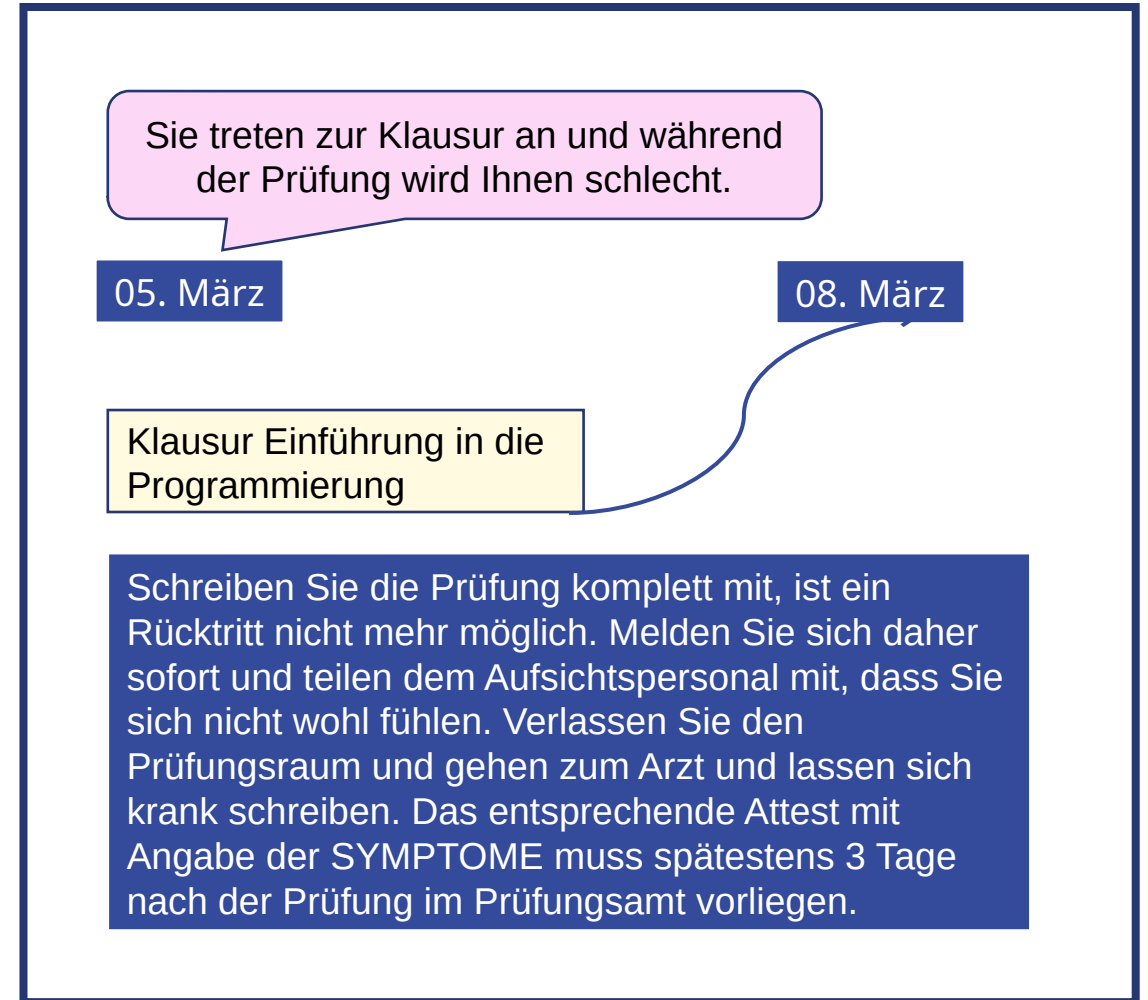 Sie treten zur Klausur an und während
der Prüfung wird Ihnen schlecht.
05. März
08. März
Klausur Einführung in die
Programmierung
Schreiben Sie die Prüfung komplett mit, ist ein
Rücktritt nicht mehr möglich. Melden Sie sich daher
sofort und teilen dem Aufsichtspersonal mit, dass Sie
sich nicht wohl fühlen. Verlassen Sie den
Prüfungsraum und gehen zum Arzt und lassen sich
krank schreiben. Das entsprechende Attest mit
Angabe der SYMPTOME muss spätestens 3 Tage
nach der Prüfung im Prüfungsamt vorliegen.